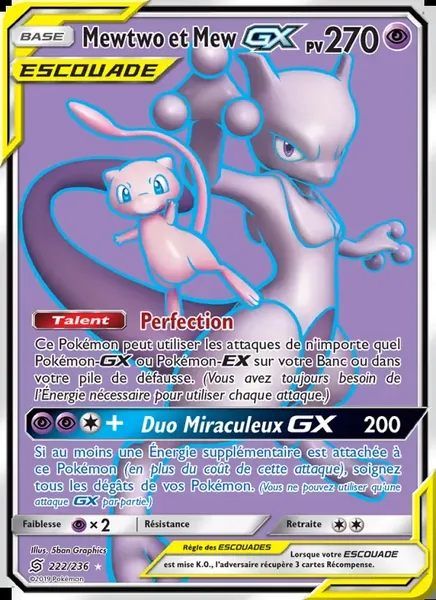 BASE Mewtwo et Mew GX PV 270
ESCOUADE
Talent Perfection
Ce Pokémon peut utiliser les attaques de n'importe quel
Pokémon-GX ou Pokémon-EX sur votre Banc ou dans
votre pile de défausse. (Vous avez toujours besoin de
l'Énergie nécessaire pour utiliser chaque attaque.)
+ Duo Miraculeux GX 200
Si au moins une Énergie supplémentaire est attachée à
ce Pokémon (en plus du coût de cette attaque), soignez
tous les dégâts de vos Pokémon. (Vous ne pouvez utiliser qu'une
attaque GX par partie.)
Faiblesse ×2 Résistance Retraite
Illus. 5ban Graphics
222/236
©2019 Pokémon
Règle des ESCOUADES
Lorsque votre ESCOUADE
est mise K.O., l'adversaire récupère 3 cartes Récompense.